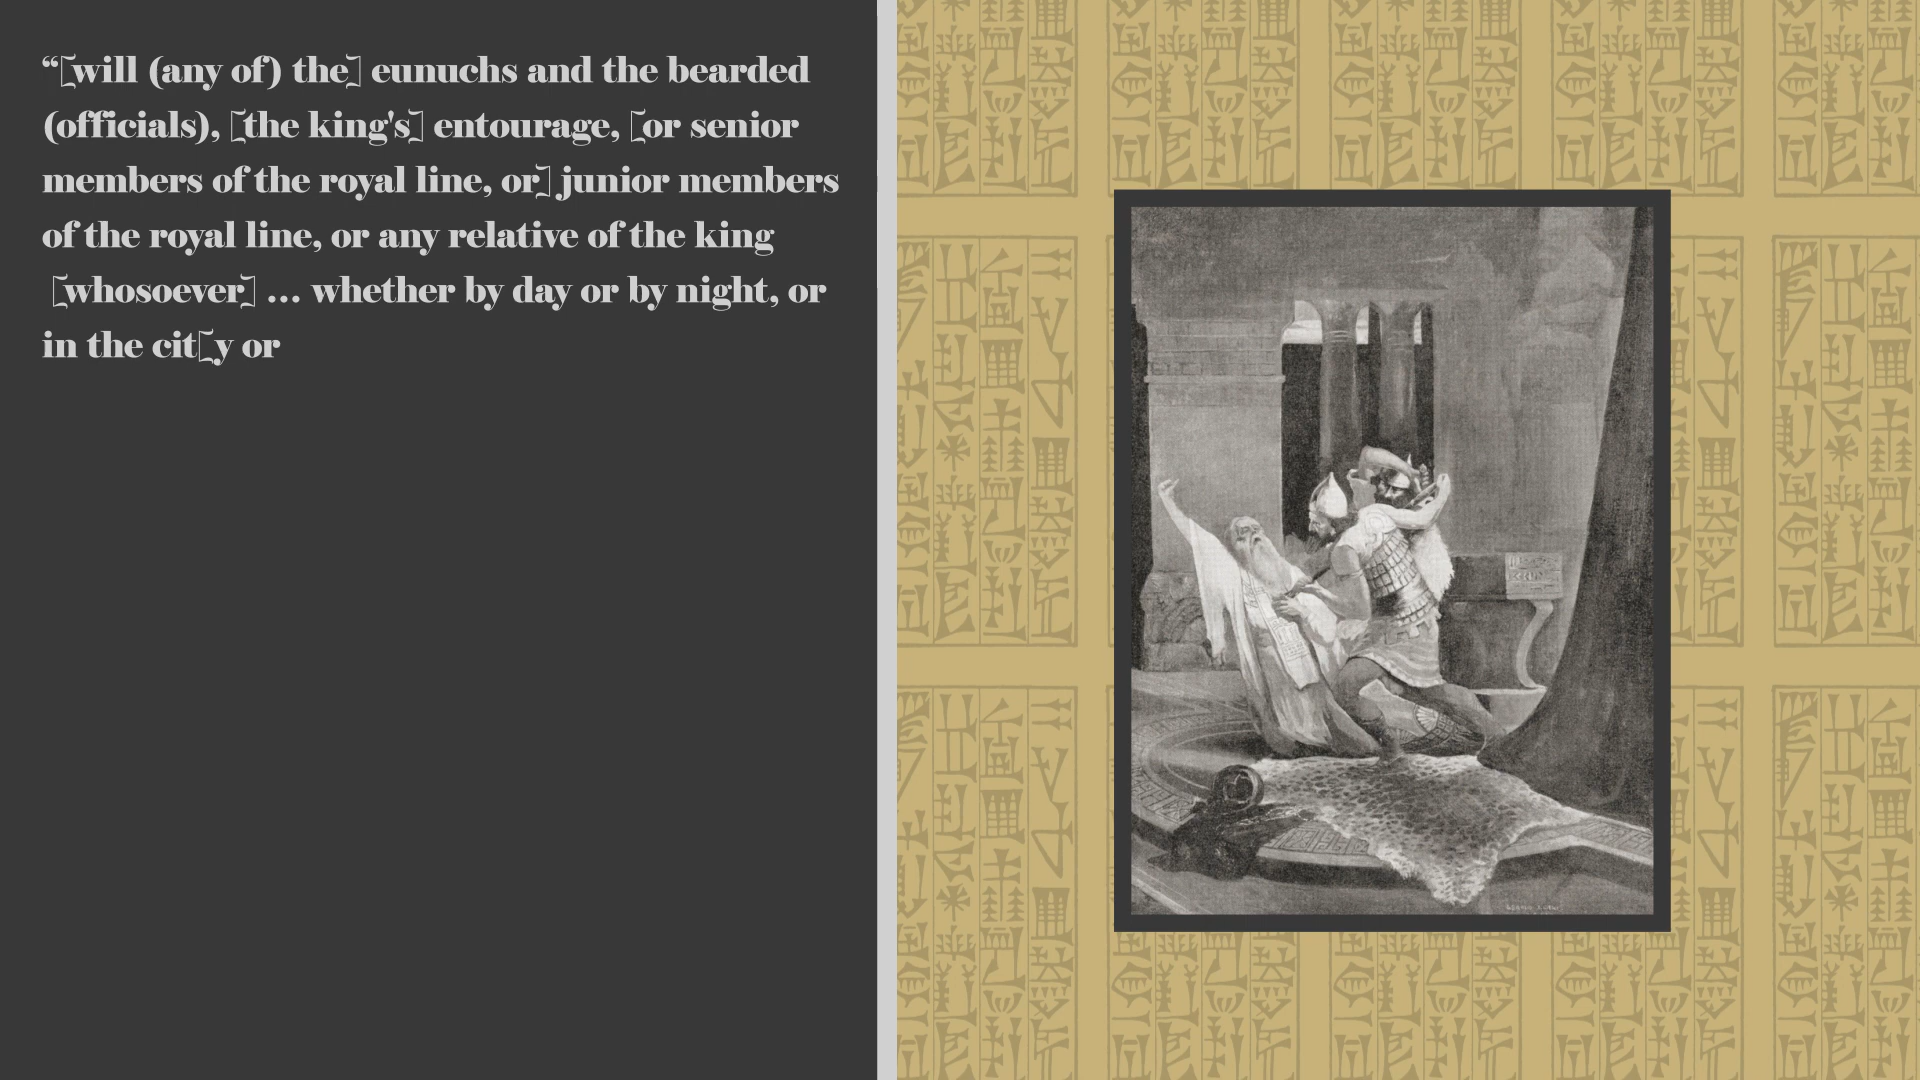 “[will (any of) the] eunuchs and the bearded
(officials), [the king's] entourage, [or senior
members of the royal line, or] junior members
of the royal line, or any relative of the king
[whosoever] … whether by day or by night, or
in the cit[y or